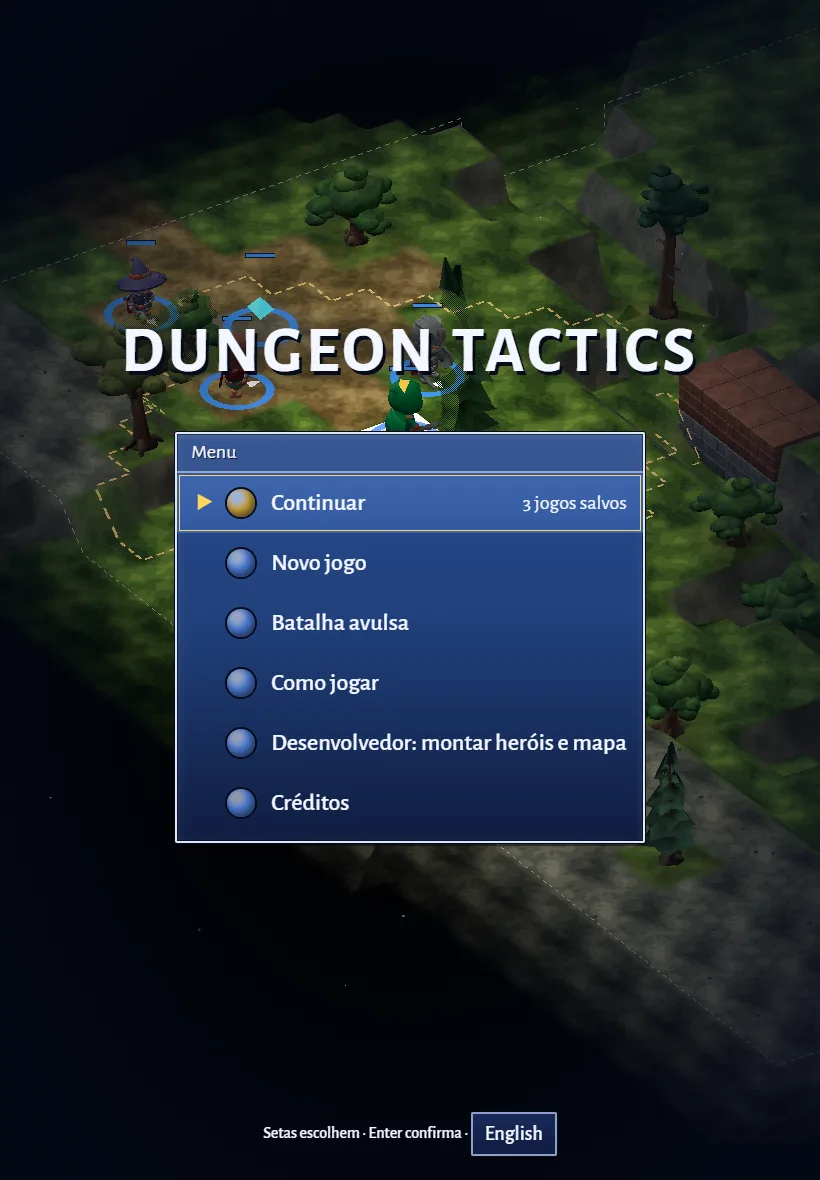 DUNGEON TACTICS
Menu
Continuar 3 jogos salvos
Novo jogo
Batalha avulsa
Como jogar
Desenvolvedor: montar heróis e mapa
Créditos
Setas escolhem · Enter confirma · English